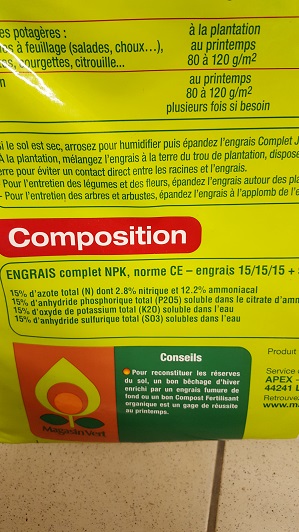 es potagères :
à la plantation
à feuillage (salades, choux…),
au printemps
courgettes, citrouille...
80 à 120 g/m²
n
au printemps
80 à 120 g/m²
plusieurs fois si besoin
i le sol est sec, arrosez pour humidifier puis épandez l'engrais Complet J
A la plantation, mélangez l'engrais à la terre du trou de plantation, dispose
erre pour éviter un contact direct entre les racines et l'engrais.
Pour l'entretien des légumes et des fleurs, épandez l'engrais autour des pla
- Pour l'entretien des arbres et arbustes, épandez l'engrais à l'applomb de l'e
Composition
ENGRAIS complet NPK, norme CE – engrais 15/15/15 +
15% d'azote total (N) dont 2.8% nitrique et 12.2% ammoniacal
15% d'anhydride phosphorique total (P2O5) soluble dans le citrate d'amm
15% d'oxyde de potassium total (K2O) soluble dans l'eau
15% d'anhydride sulfurique total (SO3) solubles dans l'eau
Conseils
Pour reconstituer les réserves
du sol, un bon bêchage d'hiver
enrichi par un engrais fumure de
fond ou un bon Compost Fertilisant
organique est un gage de réussite
au printemps.
MagasinVert
Produit
Service
APEX -
44241 L
Retrouve
www.m